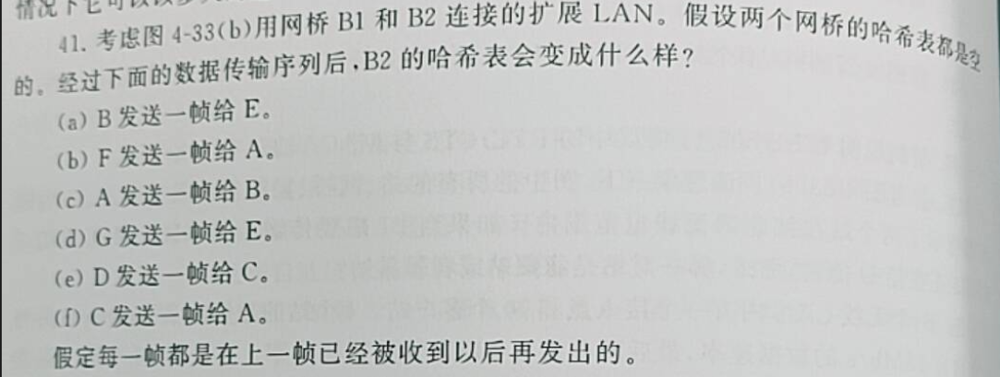 情况下它可以
41. 考虑图 4-33(b)用网桥 B1 和 B2 连接的扩展 LAN。假设两个网桥的哈希表都是空
的。经过下面的数据传输序列后,B2 的哈希表会变成什么样?
(a) B 发送一帧给 E。
(b) F 发送一帧给 A。
(c) A 发送一帧给 B。
(d) G 发送一帧给 E。
(e) D 发送一帧给 C。
(f) C 发送一帧给 A。
假定每一帧都是在上一帧已经被收到以后再发出的。